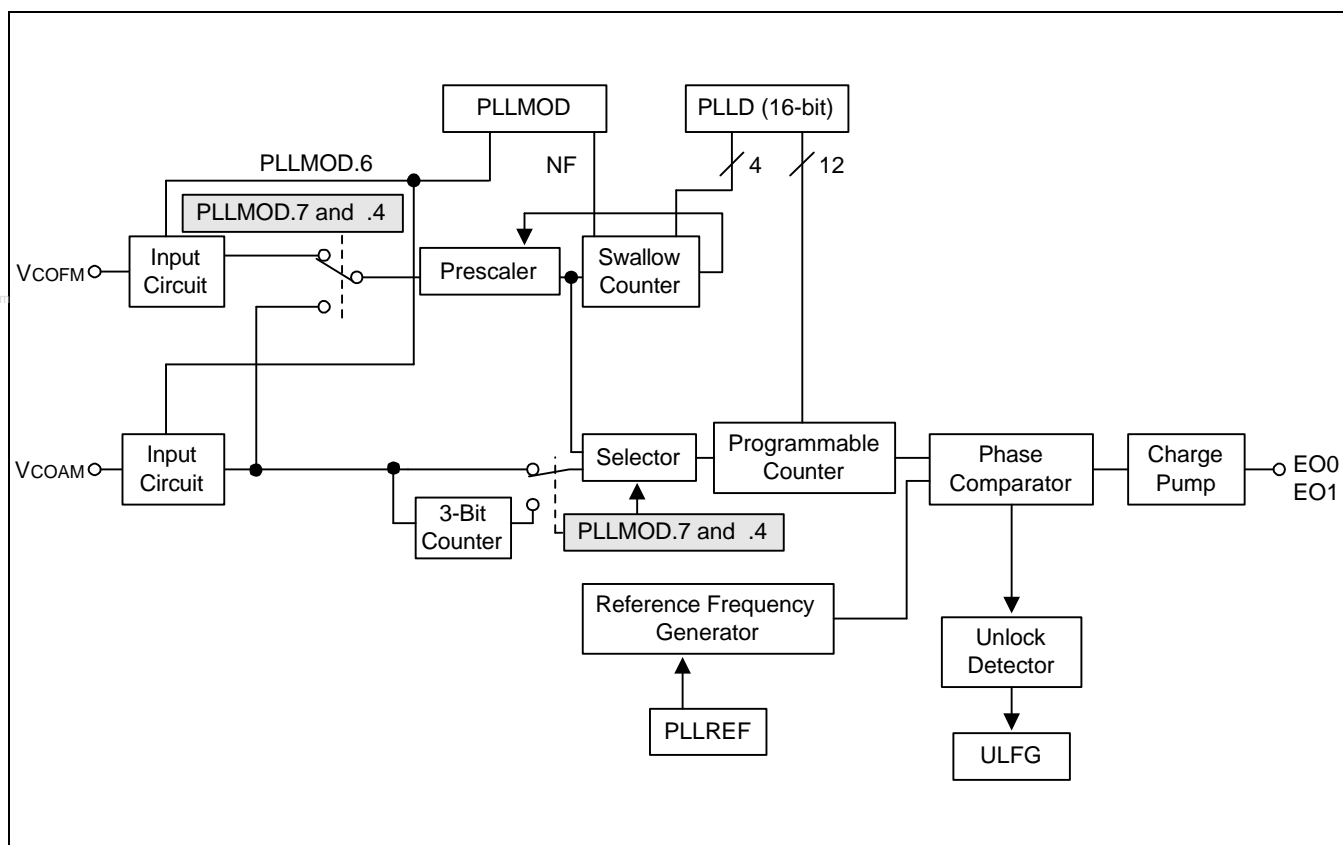 PLLMOD
PLLD (16-bit)
PLLMOD.6
NF
4
12
PLLMOD.7 and .4
VCOFM
Input
Circuit
Prescaler
Swallow
Counter
VCOAM
Input
Circuit
3-Bit
Counter
Selector
PLLMOD.7 and .4
Programmable
Counter
Phase
Comparator
Charge
Pump
EO0
EO1
Reference Frequency
Generator
Unlock
Detector
PLLREF
ULFG